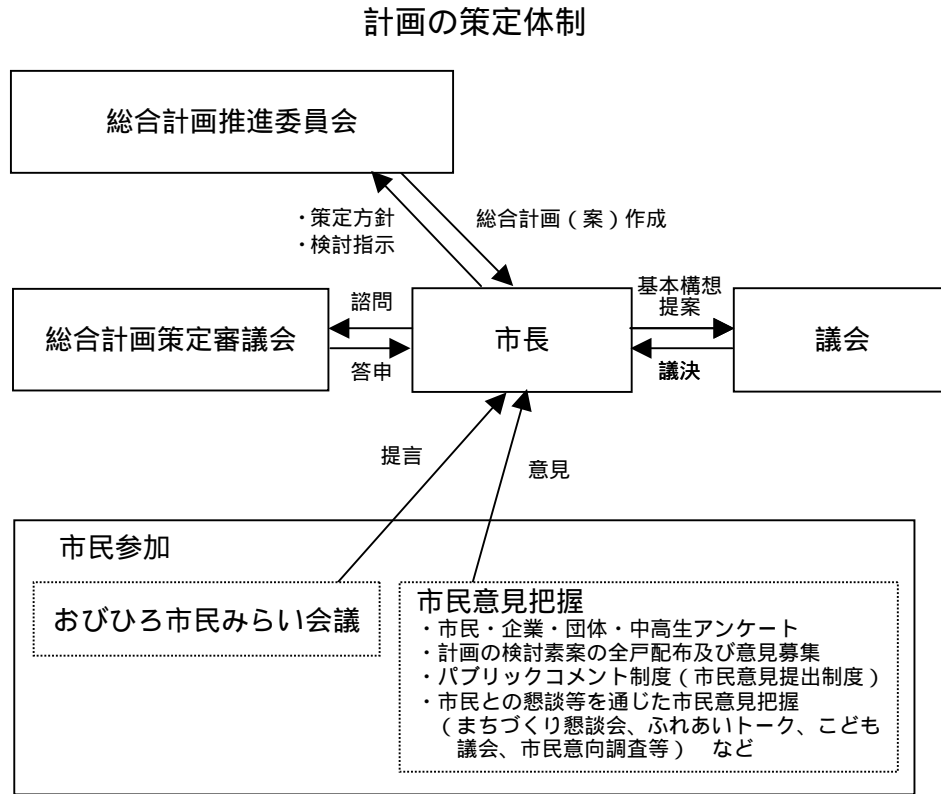 計画の策定体制
総合計画推進委員会
・策定方針
・検討指示
総合計画（案）作成
総合計画策定審議会
諮問
答申
市長
基本構想
提案
議決
議会
提言
意見
市民参加
おびひろ市民みらい会議
市民意見把握
・市民・企業・団体・中高生アンケート
・計画の検討素案の全戸配布及び意見募集
・パブリックコメント制度（市民意見提出制度）
・市民との懇談等を通じた市民意見把握
（まちづくり懇談会、ふれあいトーク、こども
議会、市民意向調査等）　など